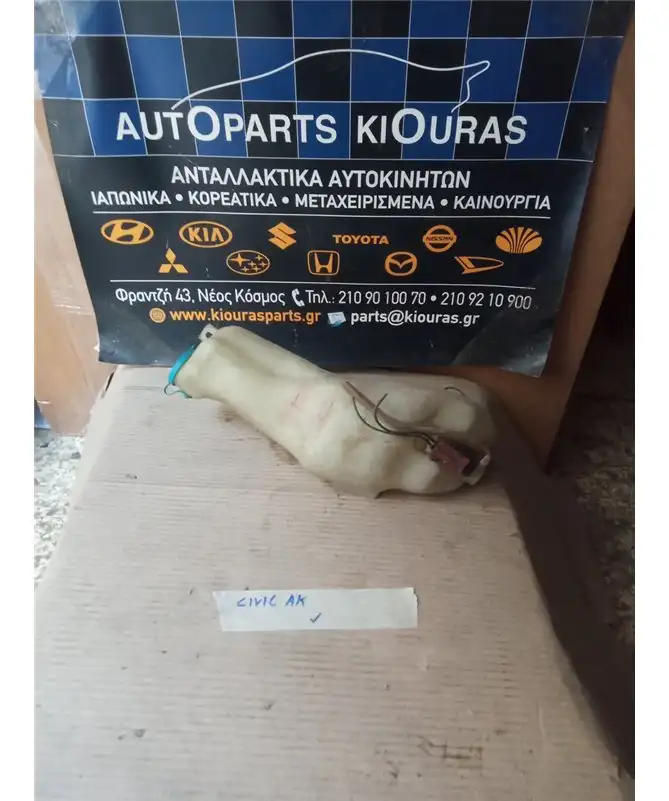 AUTOPARTS KIOURAS
ΑΝΤΑΛΛΑΚΤΙΚΑ ΑΥΤΟΚΙΝΗΤΩΝ
ΙΑΠΩΝΙΚΑ • ΚΟΡΕΑΤΙΚΑ • ΜΕΤΑΧΕΙΡΙΣΜΕΝΑ • ΚΑΙΝΟΥΡΓΙΑ
KIA TOYOTA NISSAN
Φραντζή 43, Νέος Κόσμος Τηλ.: 210 90 100 70 • 210 92 10 900
www.kiourasparts.gr parts@kiouras.gr
CIVIC AK